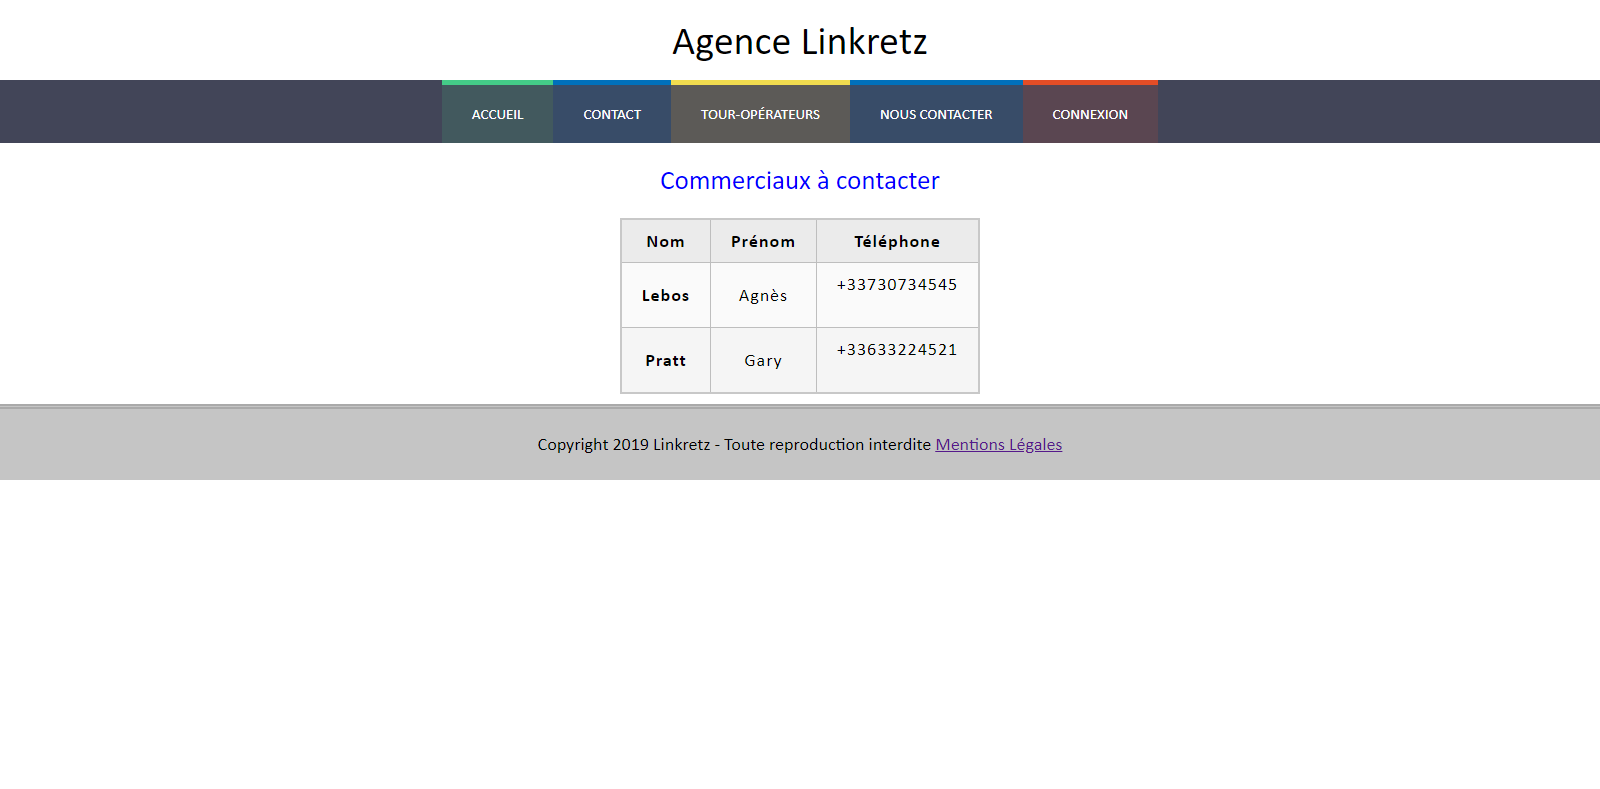 Agence Linkretz
ACCUEIL CONTACT TOUR-OPÉRATEURS NOUS CONTACTER CONNEXION
Commerciaux à contacter
Nom Prénom Téléphone
Lebos Agnès +33730734545
Pratt Gary +33633224521
Copyright 2019 Linkretz - Toute reproduction interdite Mentions Légales